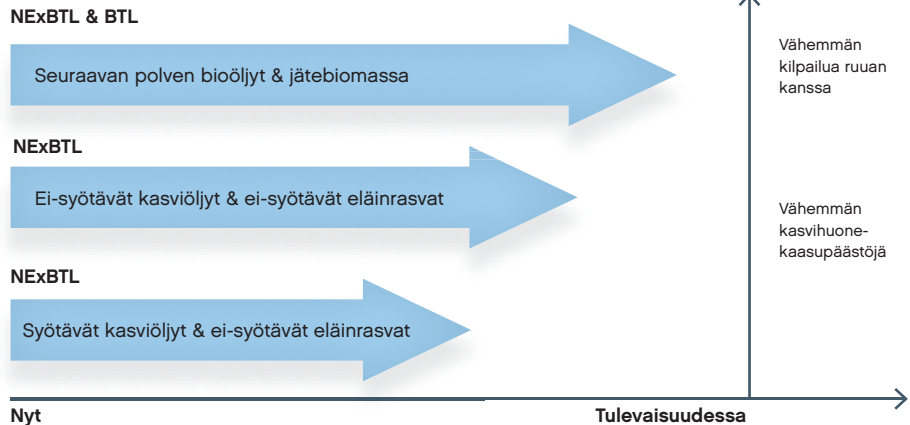 NExBTL & BTL
Seuraavan polven bioöljyt & jätebiomassa
NExBTL
Ei-syötävät kasviöljyt & ei-syötävät eläinrasvat
NExBTL
Syötävät kasviöljyt & ei-syötävät eläinrasvat
Vähemmän
kilpailua ruuan
kanssa
Vähemmän
kasvihuone-
kaasupäästöjä
Nyt
Tulevaisuudessa